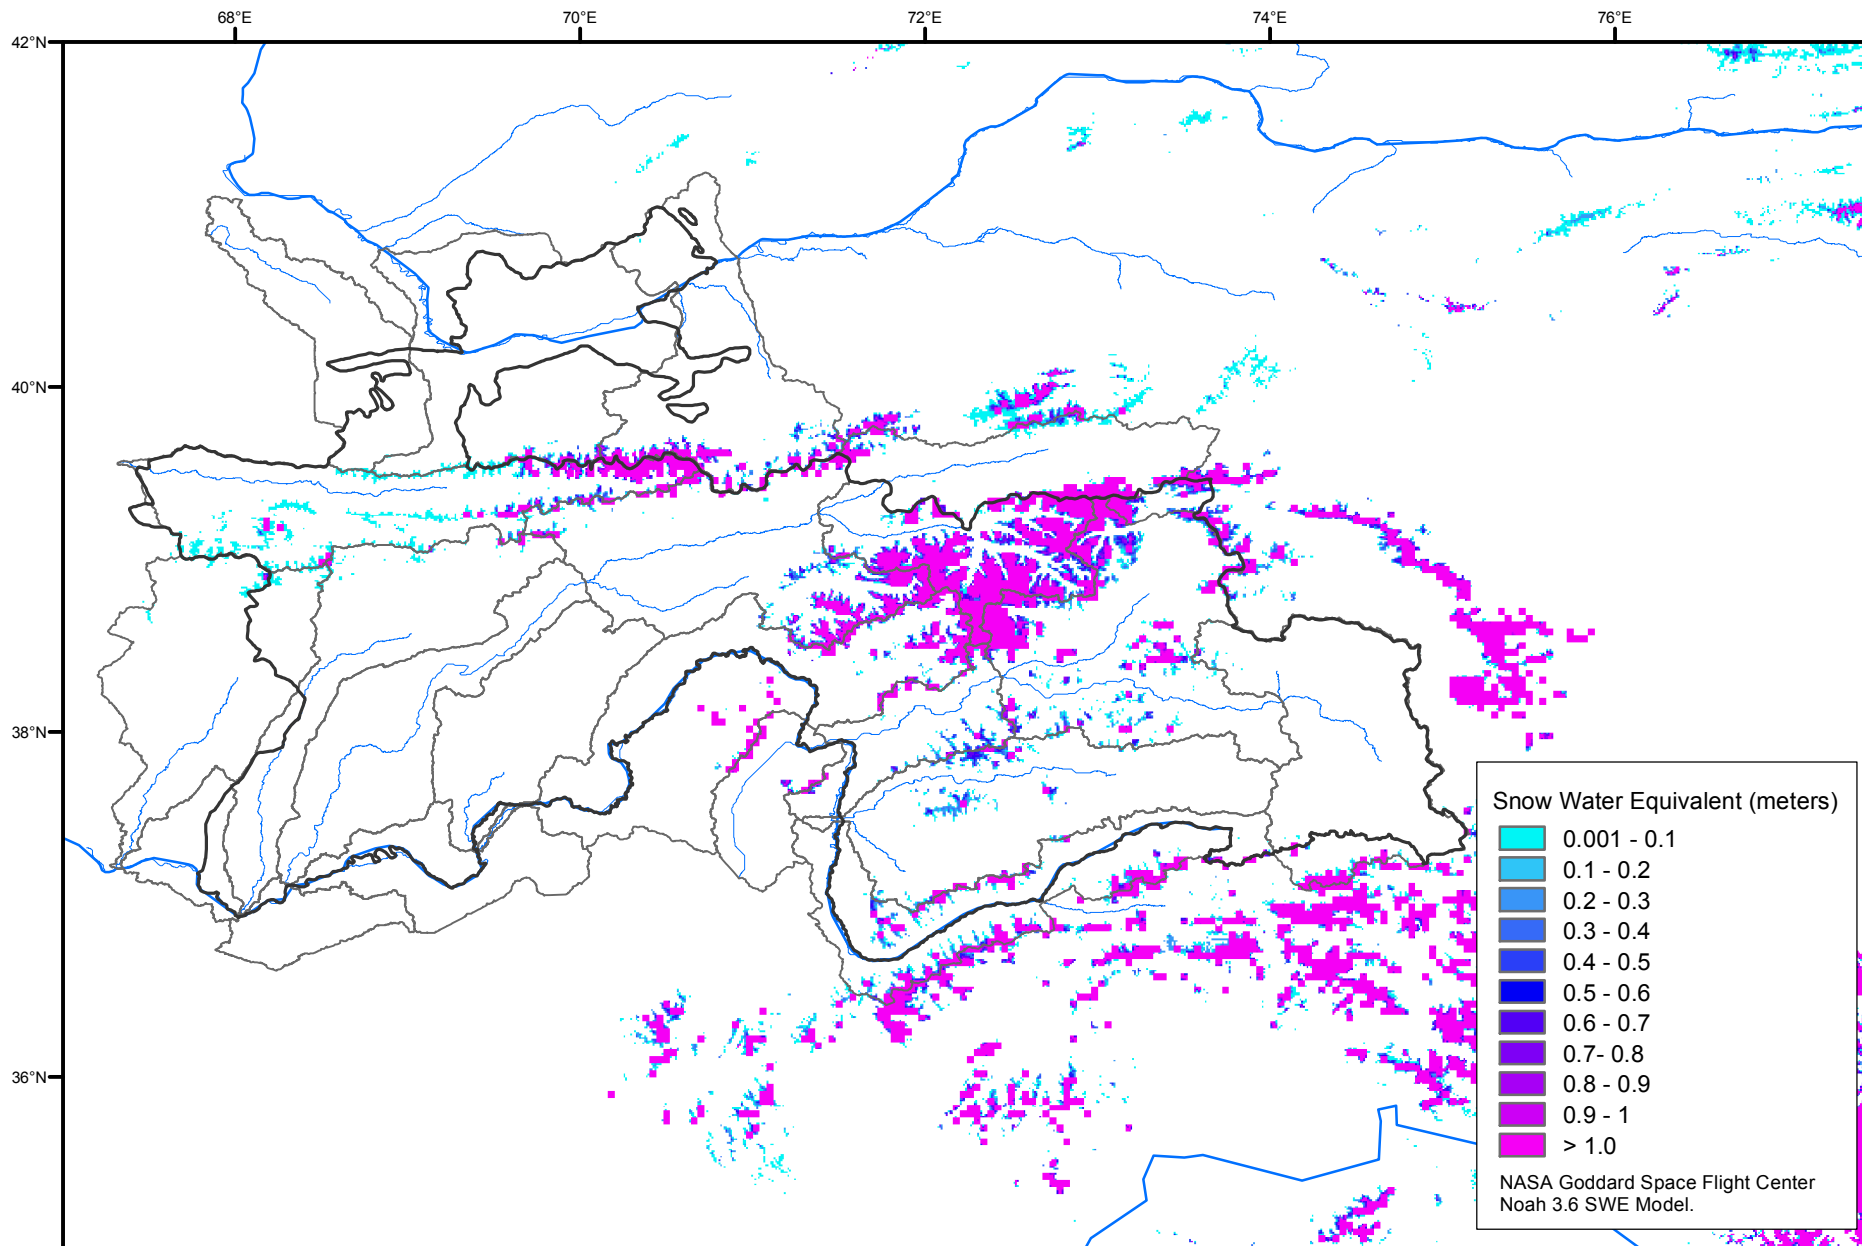 68°E
70°E
72°E
74°E
76°E
42°N
40°N
38°N
36°N
Snow Water Equivalent (meters)
0.001 - 0.1
0.1 - 0.2
0.2 - 0.3
0.3 - 0.4
0.4 - 0.5
0.5 - 0.6
0.6 - 0.7
0.7- 0.8
0.8 - 0.9
0.9 - 1
> 1.0
NASA Goddard Space Flight Center
Noah 3.6 SWE Model.